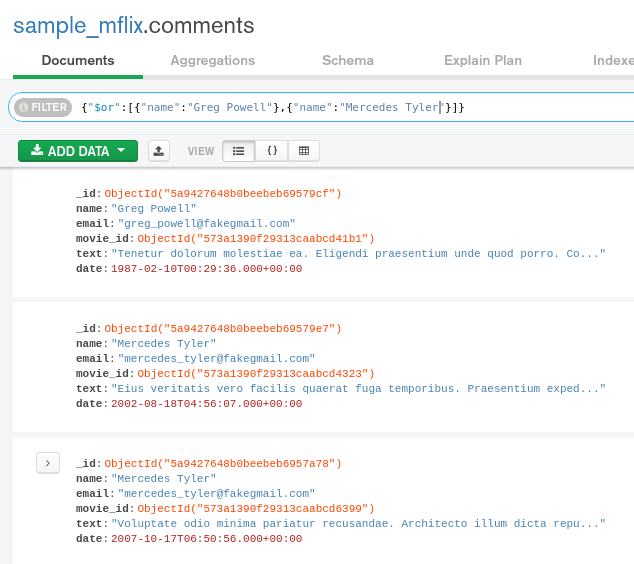 sample_mflix.comments
Documents Aggregations Schema Explain Plan Indexe
FILTER {"$or":[{"name":"Greg Powell"},{"name":"Mercedes Tyler"}]}
ADD DATA VIEW {}
_id: ObjectId("5a9427648b0beebeb69579cf")
name: "Greg Powell"
email: "greg_powell@fakegmail.com"
movie_id: ObjectId("573a1390f29313caabcd41b1")
text: "Tenetur dolorum molestiae ea. Eligendi praesentium unde quod porro. Co..."
date: 1987-02-10T00:29:36.000+00:00
_id: ObjectId("5a9427648b0beebeb69579e7")
name: "Mercedes Tyler"
email: "mercedes_tyler@fakegmail.com"
movie_id: ObjectId("573a1390f29313caabcd4323")
text: "Eius veritatis vero facilis quaerat fuga temporibus. Praesentium exped..."
date: 2002-08-18T04:56:07.000+00:00
_id: ObjectId("5a9427648b0beebeb6957a78")
name: "Mercedes Tyler"
email: "mercedes_tyler@fakegmail.com"
movie_id: ObjectId("573a1390f29313caabcd6399")
text: "Voluptate odio minima pariatur recusandae. Architecto illum dicta repu..."
date: 2007-10-17T06:50:56.000+00:00